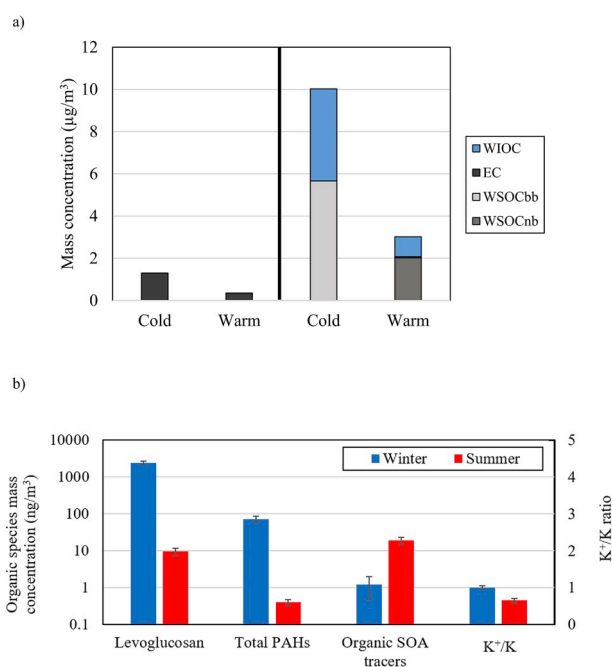 a)
Mass concentration (µg/m³)
12
10
8
6
4
2
0
Cold
Warm
Cold
Warm
WIOC
EC
WSOCbb
WSOCnb
b)
Organic species mass
concentration (ng/m³)
10000
1000
100
10
1
0.1
Winter
Summer
5
4
3
2
1
0
K⁺/K ratio
Levoglucosan
Total PAHs
Organic SOA
tracers
K⁺/K